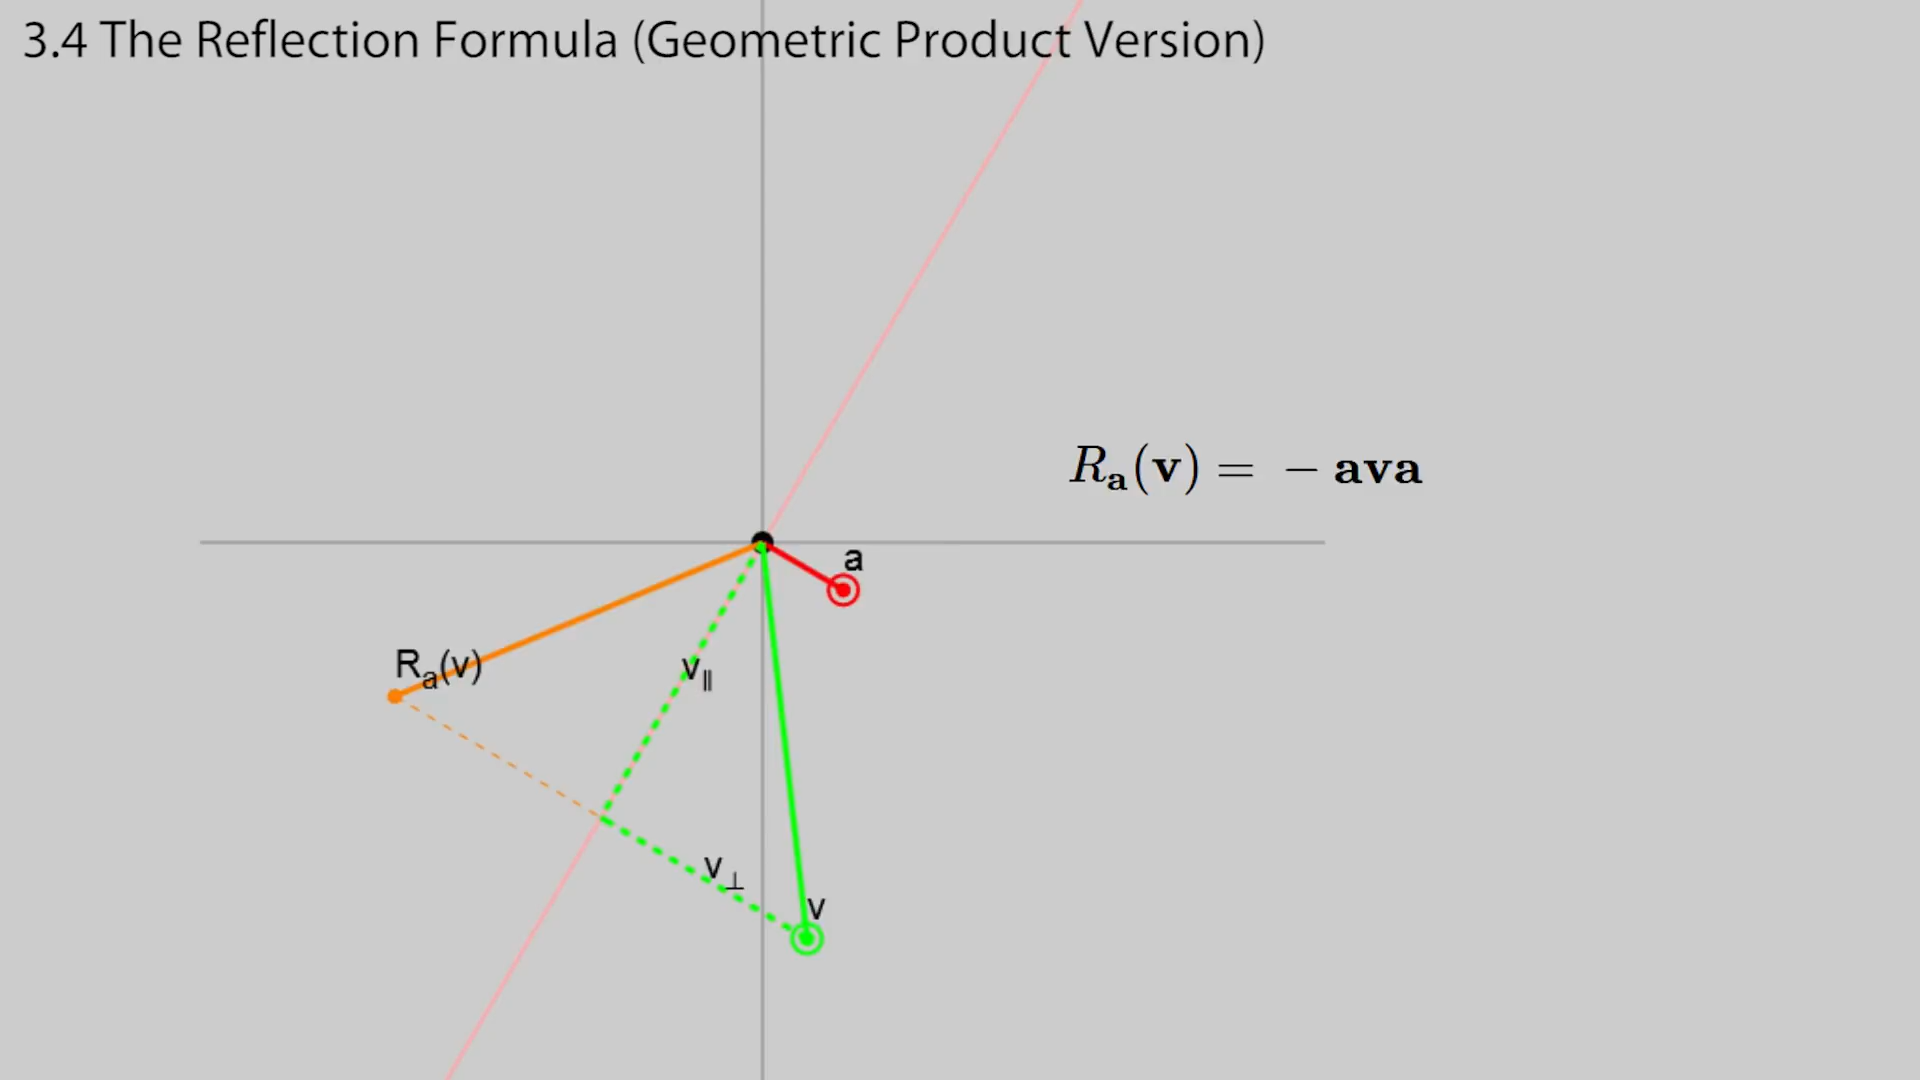 3.4 The Reflection Formula (Geometric Product Version)
Rₐ(v) = − ava
a
Rₐ(v)
v∥
v⊥
v